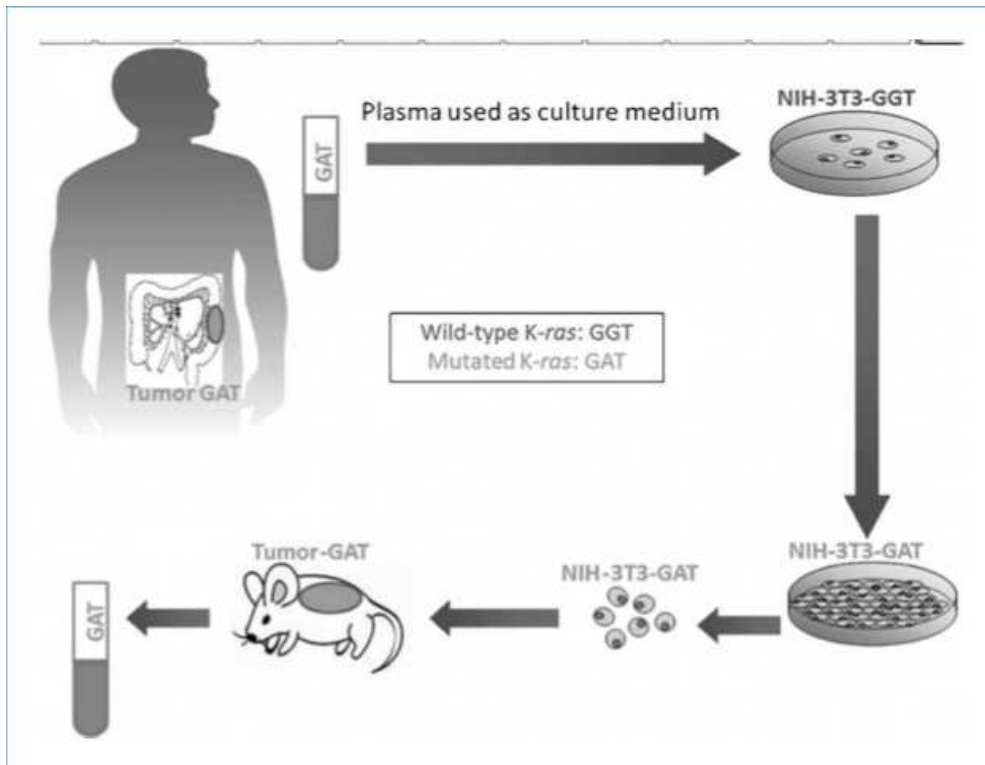 Plasma used as culture medium
NIH-3T3-GGT
GAT
Wild-type K-ras: GGT
Mutated K-ras: GAT
Tumor GAT
NIH-3T3-GAT
NIH-3T3-GAT
Tumor-GAT
GAT